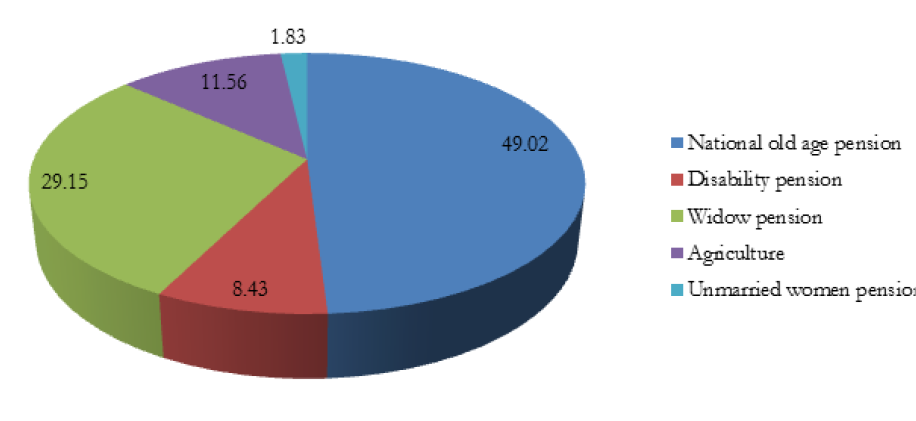 1.83
11.56
49.02
29.15
8.43
National old age pension
Disability pension
Widow pension
Agriculture
Unmarried women pensio